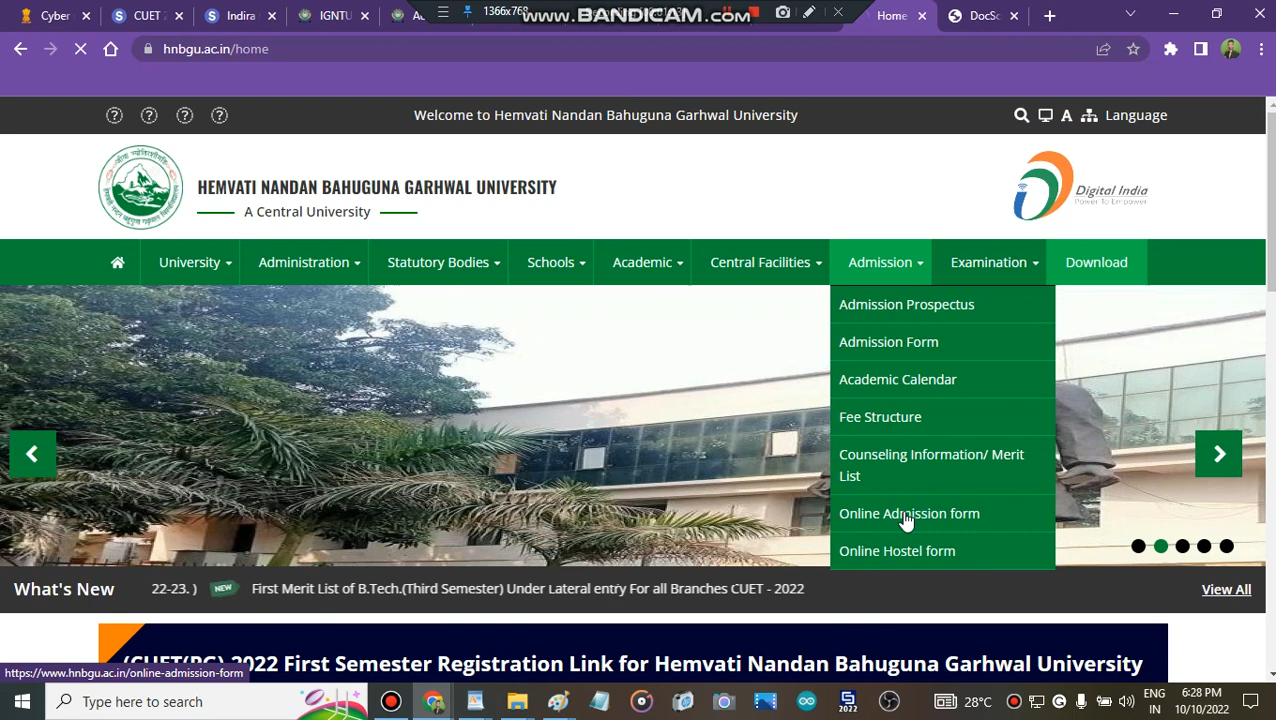 Cyber
CUET
Indira
IGNTU
1366x768
www.BANDICAM.com
Home
DocSc
hnbgu.ac.in/home
Welcome to Hemvati Nandan Bahuguna Garhwal University
A
Language
HEMVATI NANDAN BAHUGUNA GARHWAL UNIVERSITY
A Central University
Digital India
Power To Empower
University
Administration
Statutory Bodies
Schools
Academic
Central Facilities
Admission
Examination
Download
Admission Prospectus
Admission Form
Academic Calendar
Fee Structure
Counseling Information/ Merit
List
Online Admission form
Online Hostel form
What's New
22-23. )
NEW
First Merit List of B.Tech.(Third Semester) Under Lateral entry For all Branches CUET - 2022
View All
(CUET(PG) 2022 First Semester Registration Link for Hemvati Nandan Bahuguna Garhwal University
https://www.hnbgu.ac.in/online-admission-form
Type here to search
2022
28°C
ENG
IN
6:28 PM
10/10/2022